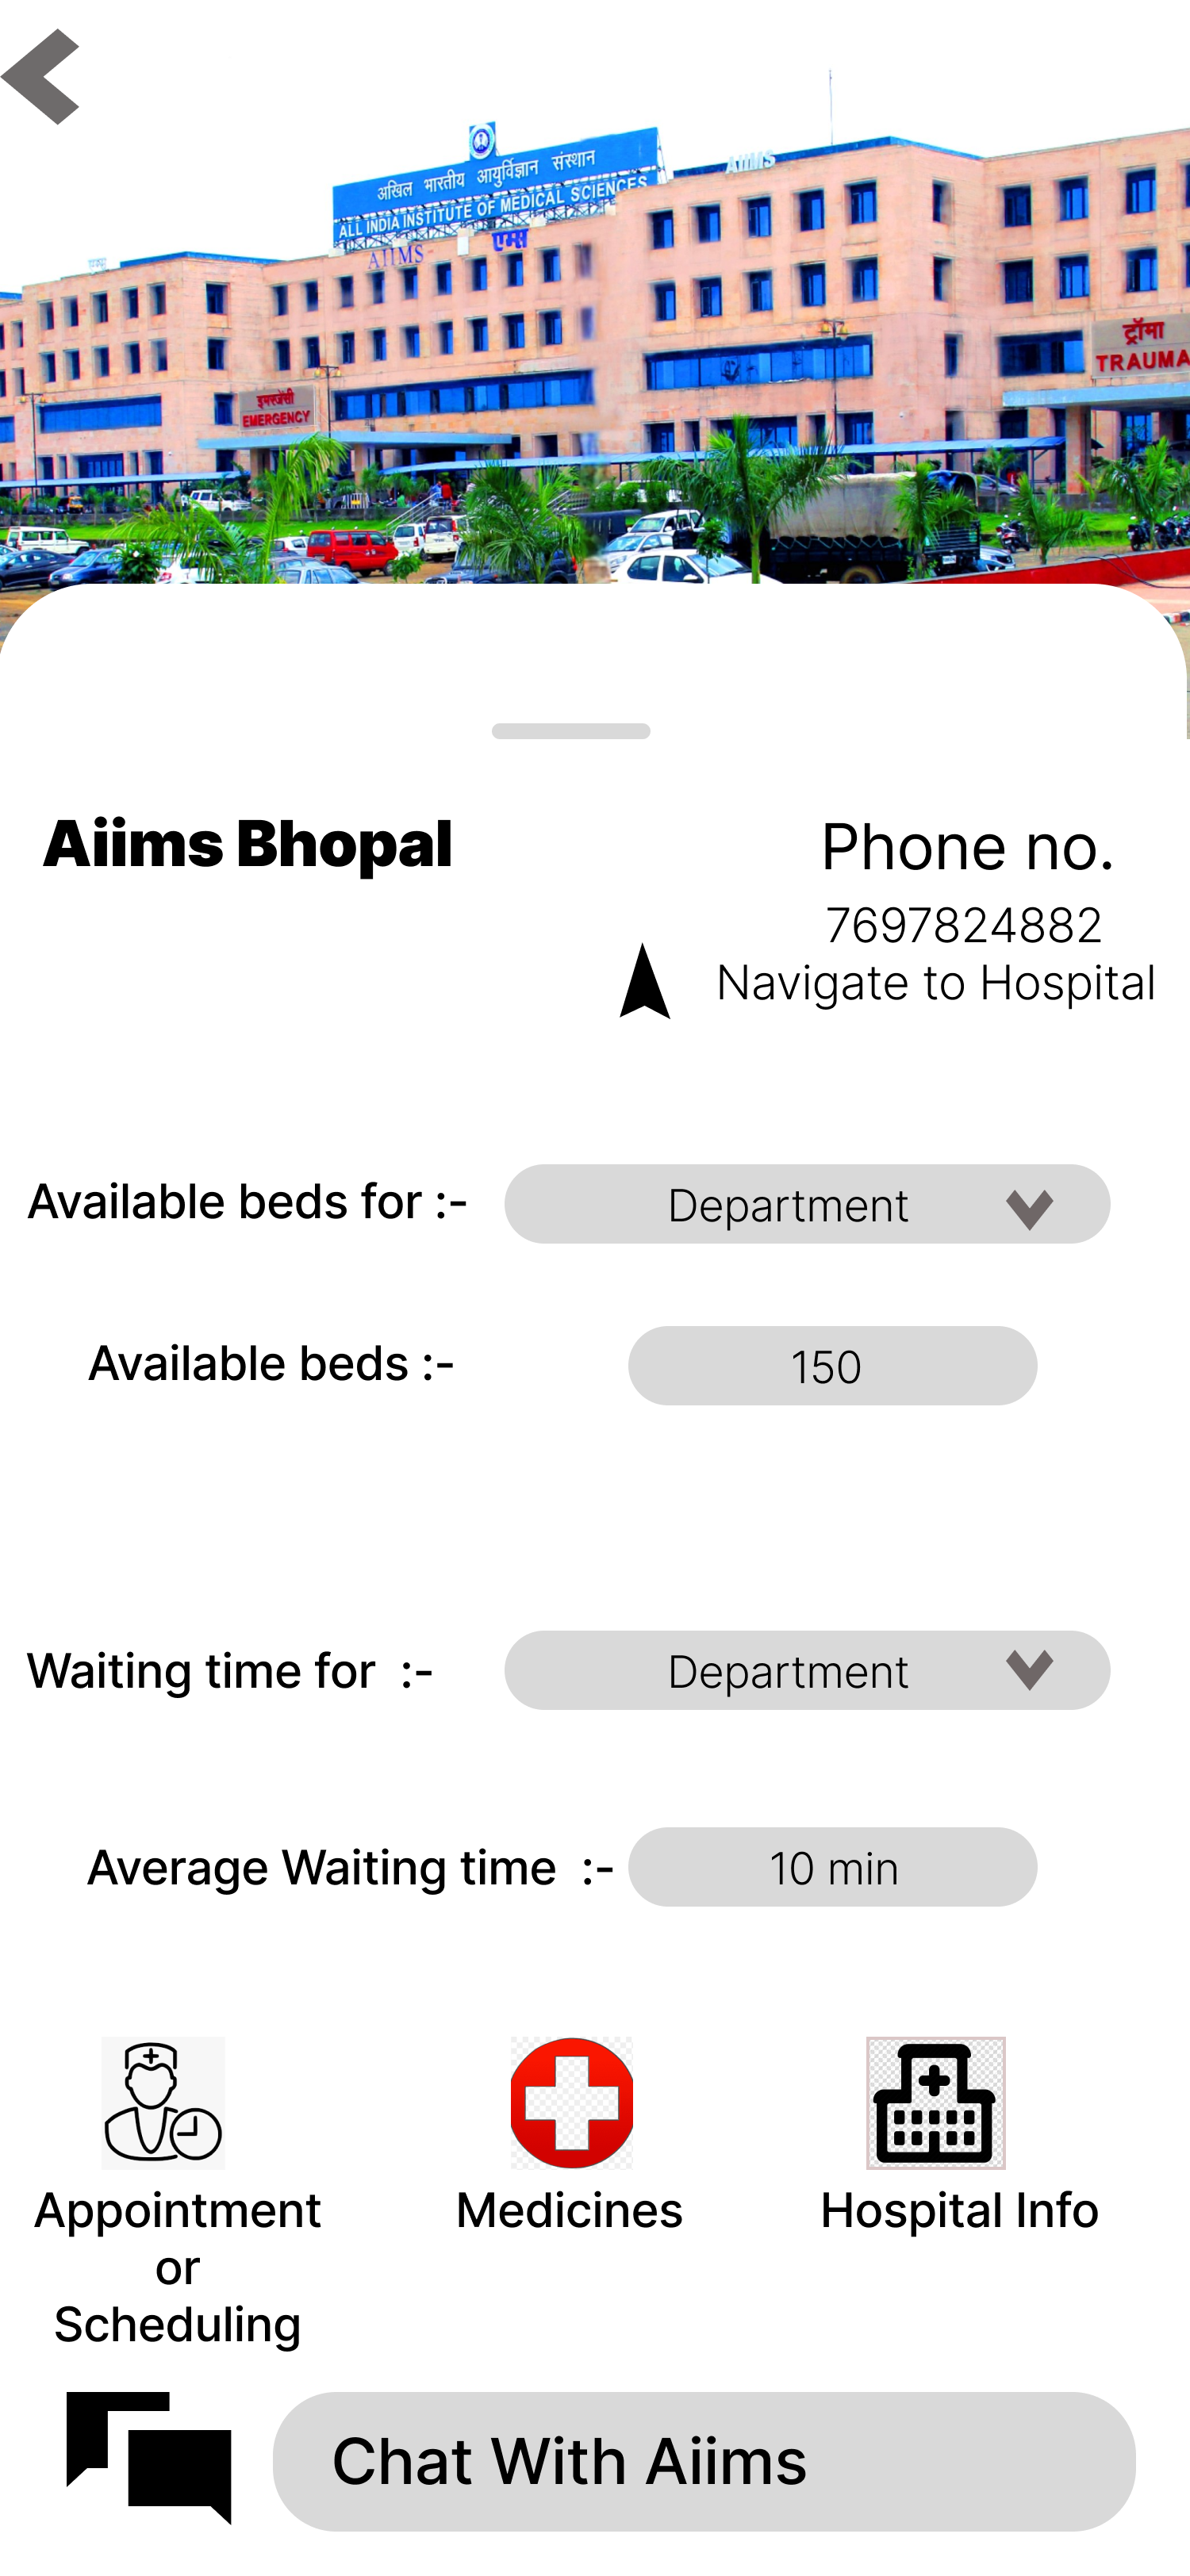 अखिल भारतीय आयुर्विज्ञान संस्थान
ALL INDIA INSTITUTE OF MEDICAL SCIENCES
AIIMS एम्स
AIIMS
एम्स
इमरजेंसी
EMERGENCY
ट्रॉमा
TRAUMA
Aiims Bhopal
Phone no.
7697824882
Navigate to Hospital
Available beds for :- Department
Available beds :- 150
Waiting time for :- Department
Average Waiting time :- 10 min
Appointment
or
Scheduling
Medicines
Hospital Info
Chat With Aiims